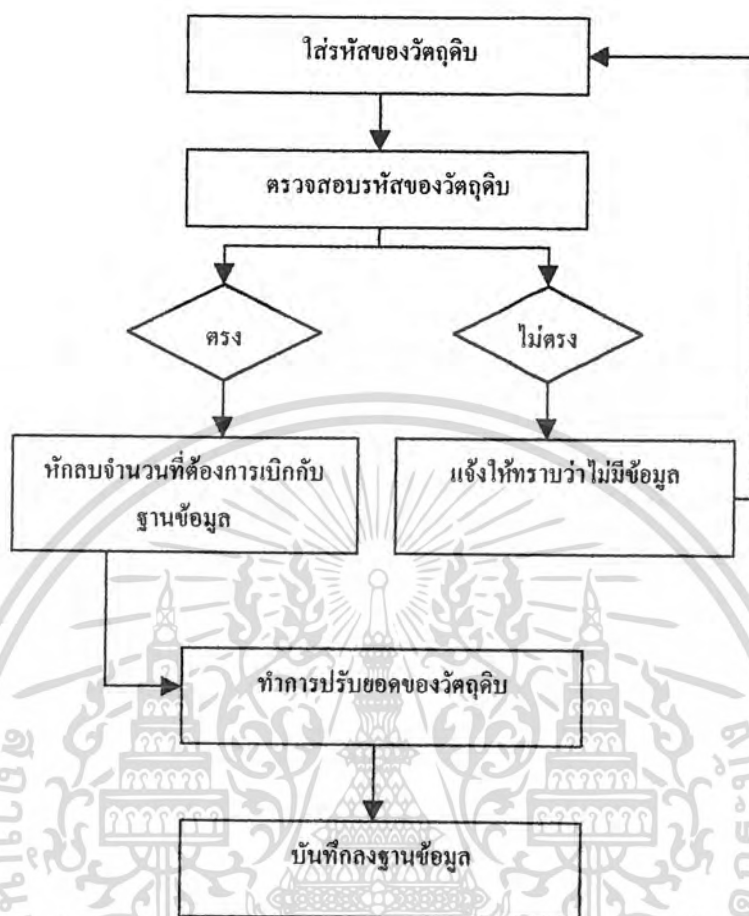 ใส่รหัสของวัตถุดิบ
ตรวจสอบรหัสของวัตถุดิบ
ตรง
ไม่ตรง
หักลบจำนวนที่ต้องการเบิกกับ
ฐานข้อมูล
แจ้งให้ทราบว่าไม่มีข้อมูล
ทำการปรับยอดของวัตถุดิบ
บันทึกลงฐานข้อมูล